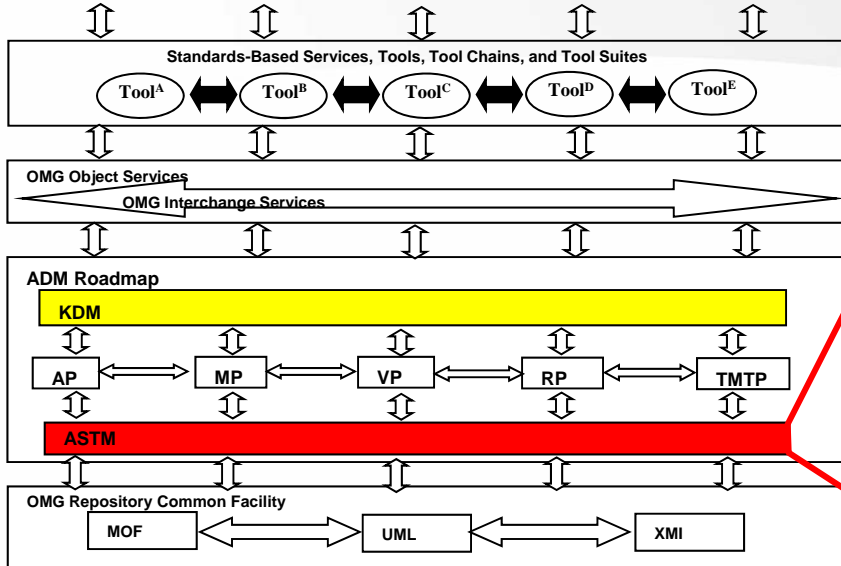 Standards-Based Services, Tools, Tool Chains, and Tool Suites
Tool^A Tool^B Tool^C Tool^D Tool^E
OMG Object Services
OMG Interchange Services
ADM Roadmap
KDM
AP MP VP RP TMTP
ASTM
OMG Repository Common Facility
MOF UML XMI